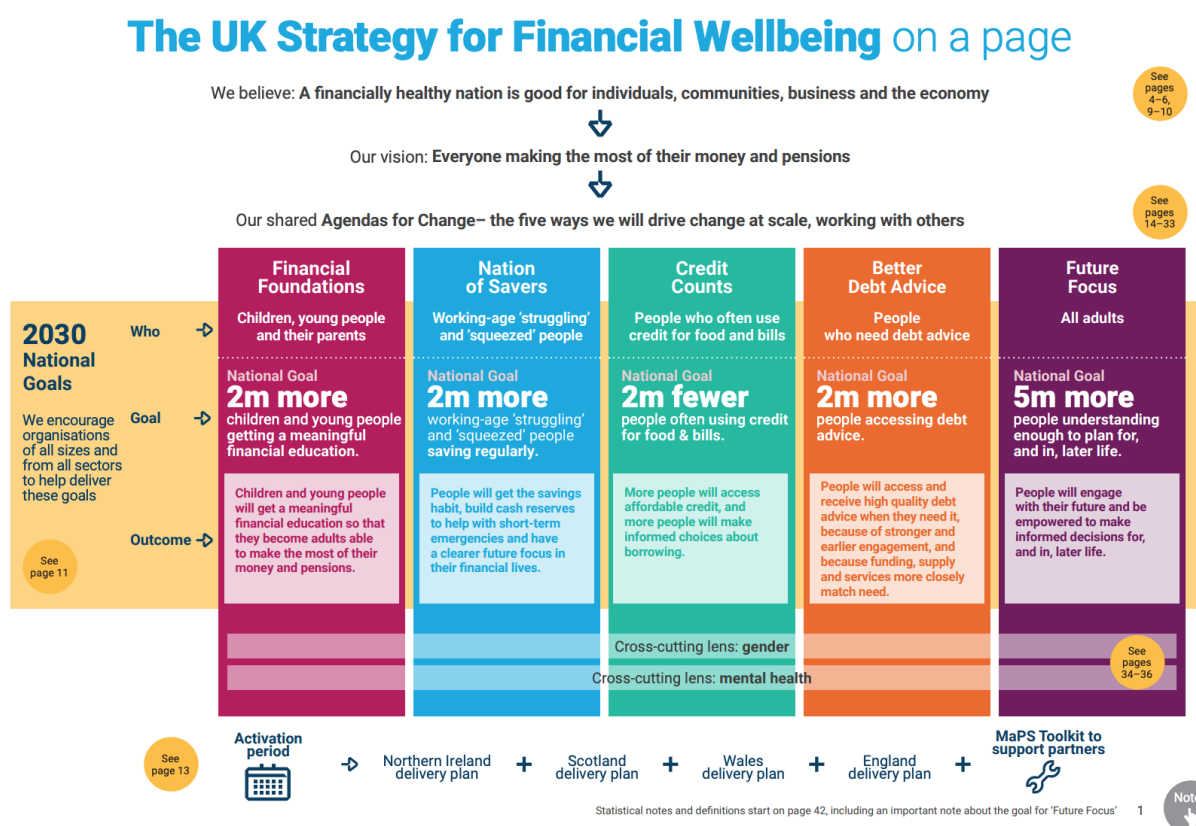 The UK Strategy for Financial Wellbeing on a page
We believe: A financially healthy nation is good for individuals, communities, business and the economy
See
pages
4–6,
9–10
Our vision: Everyone making the most of their money and pensions
Our shared Agendas for Change– the five ways we will drive change at scale, working with others
See
pages
14–33
2030
National
Goals
We encourage
organisations
of all sizes and
from all sectors
to help deliver
these goals
See
page 11
Who
Goal
Outcome
Financial
Foundations
Children, young people
and their parents
National Goal
2m more
children and young people
getting a meaningful
financial education.
Children and young people
will get a meaningful
financial education so that
they become adults able
to make the most of their
money and pensions.
Nation
of Savers
Working-age ‘struggling’
and ‘squeezed’ people
National Goal
2m more
working-age ‘struggling’
and ‘squeezed’ people
saving regularly.
People will get the savings
habit, build cash reserves
to help with short-term
emergencies and have
a clearer future focus in
their financial lives.
Credit
Counts
People who often use
credit for food and bills
National Goal
2m fewer
people often using credit
for food & bills.
More people will access
affordable credit, and
more people will make
informed choices about
borrowing.
Better
Debt Advice
People
who need debt advice
National Goal
2m more
people accessing debt
advice.
People will access and
receive high quality debt
advice when they need it,
because of stronger and
earlier engagement, and
because funding, supply
and services more closely
match need.
Future
Focus
All adults
National Goal
5m more
people understanding
enough to plan for,
and in, later life.
People will engage
with their future and be
empowered to make
informed decisions for,
and in, later life.
Cross-cutting lens: gender
Cross-cutting lens: mental health
See
pages
34–36
See
page 13
Activation
period
Northern Ireland
delivery plan
+
Scotland
delivery plan
+
Wales
delivery plan
+
England
delivery plan
+
MaPS Toolkit to
support partners
Statistical notes and definitions start on page 42, including an important note about the goal for ‘Future Focus’
1